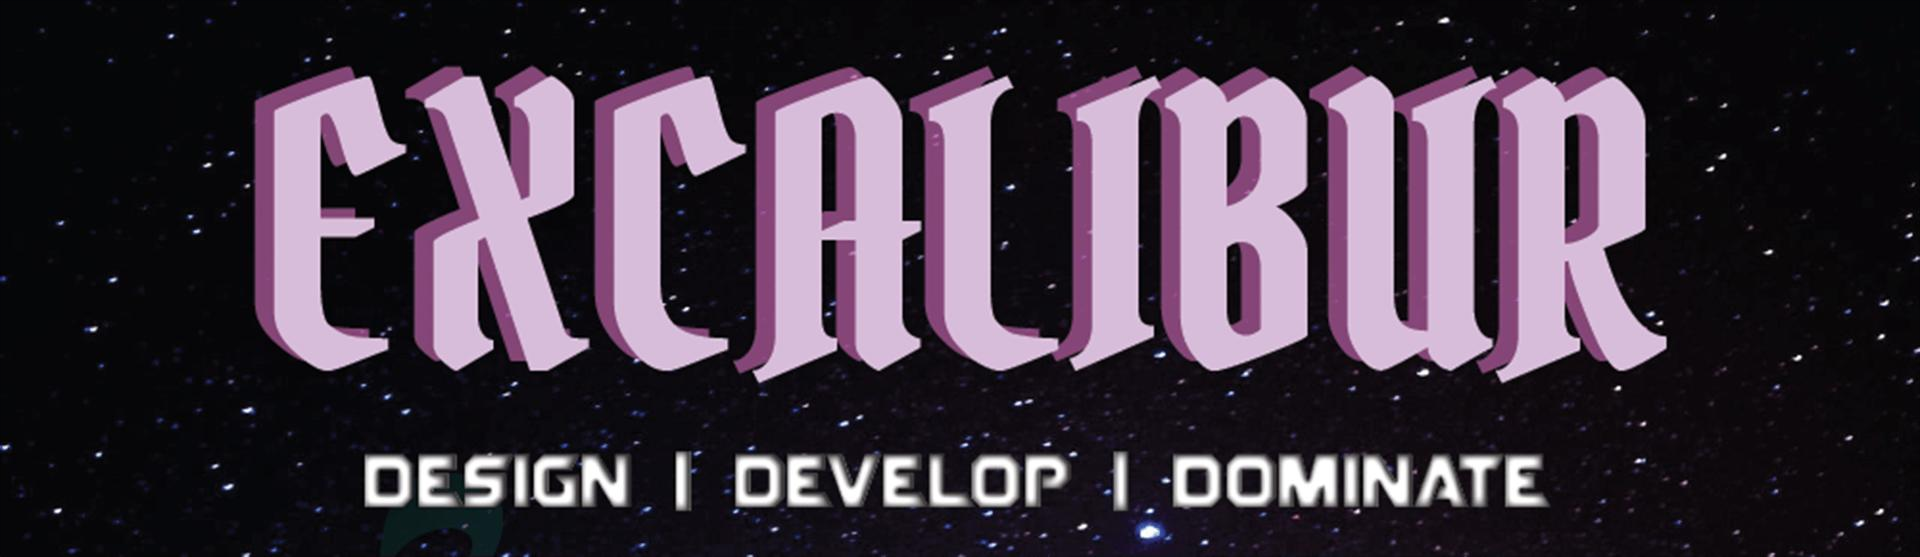 EXCALIBUR
DESIGN | DEVELOP | DOMINATE